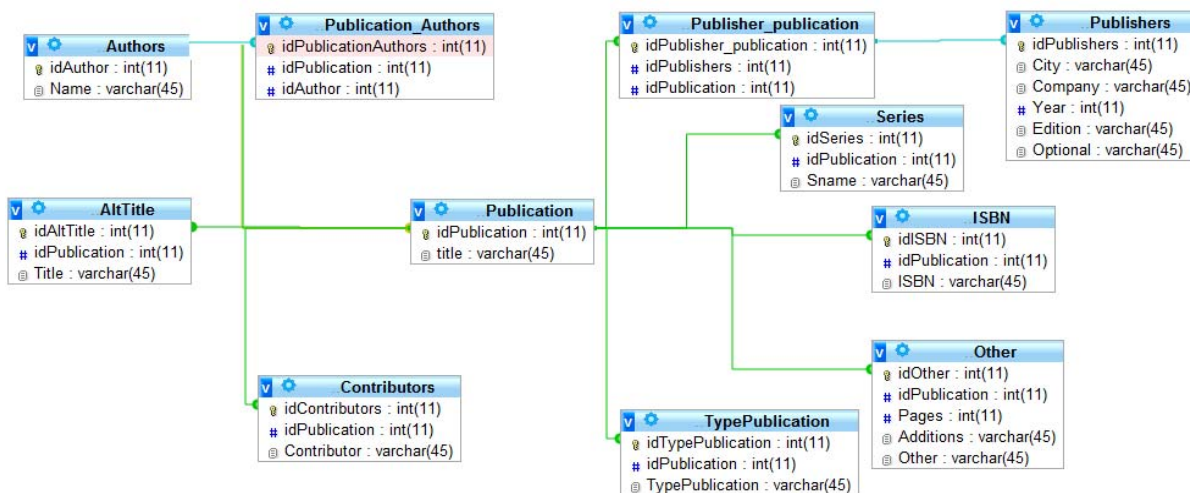 Authors
idAuthor : int(11)
Name : varchar(45)
Publication_Authors
idPublicationAuthors : int(11)
idPublication : int(11)
idAuthor : int(11)
Publisher_publication
idPublisher_publication : int(11)
idPublishers : int(11)
idPublication : int(11)
Publishers
idPublishers : int(11)
City : varchar(45)
Company : varchar(45)
Year : int(11)
Edition : varchar(45)
Optional : varchar(45)
Series
idSeries : int(11)
idPublication : int(11)
Sname : varchar(45)
AltTitle
idAltTitle : int(11)
idPublication : int(11)
Title : varchar(45)
Publication
idPublication : int(11)
title : varchar(45)
ISBN
idISBN : int(11)
idPublication : int(11)
ISBN : varchar(45)
Contributors
idContributors : int(11)
idPublication : int(11)
Contributor : varchar(45)
Other
idOther : int(11)
idPublication : int(11)
Pages : int(11)
Additions : varchar(45)
Other : varchar(45)
TypePublication
idTypePublication : int(11)
idPublication : int(11)
TypePublication : varchar(45)